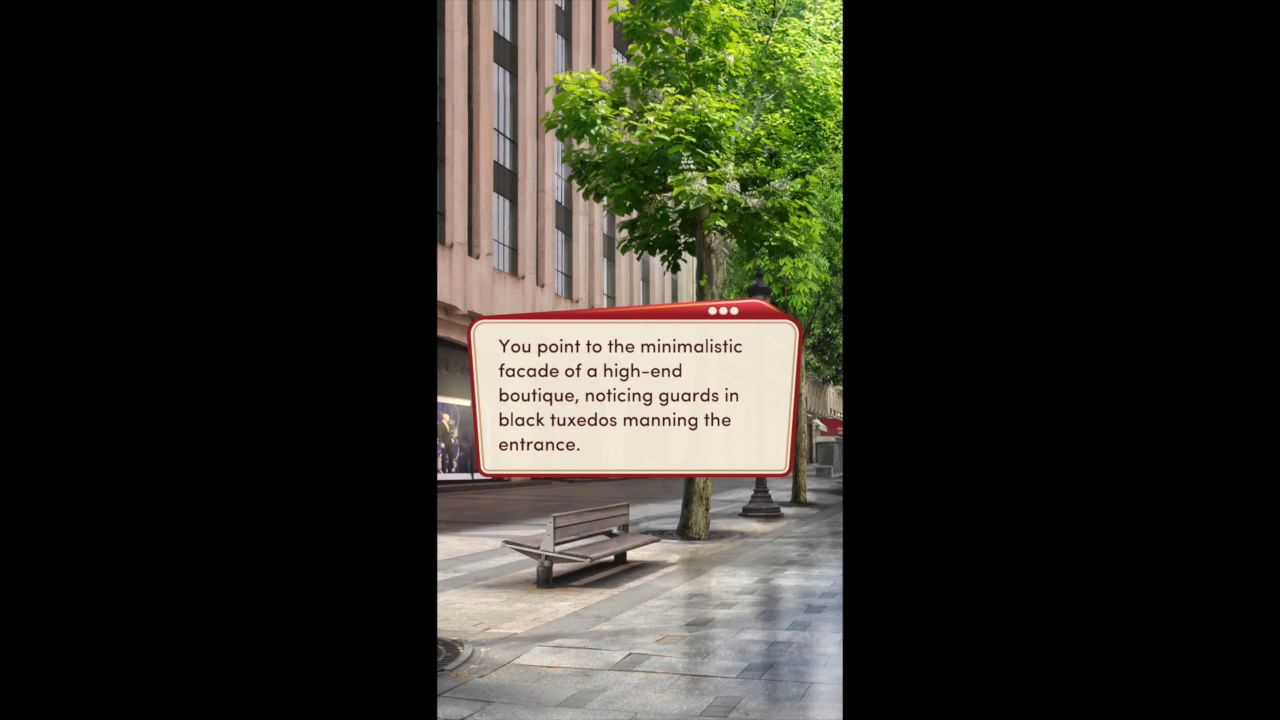 You point to the minimalistic
facade of a high-end
boutique, noticing guards in
black tuxedos manning the
entrance.